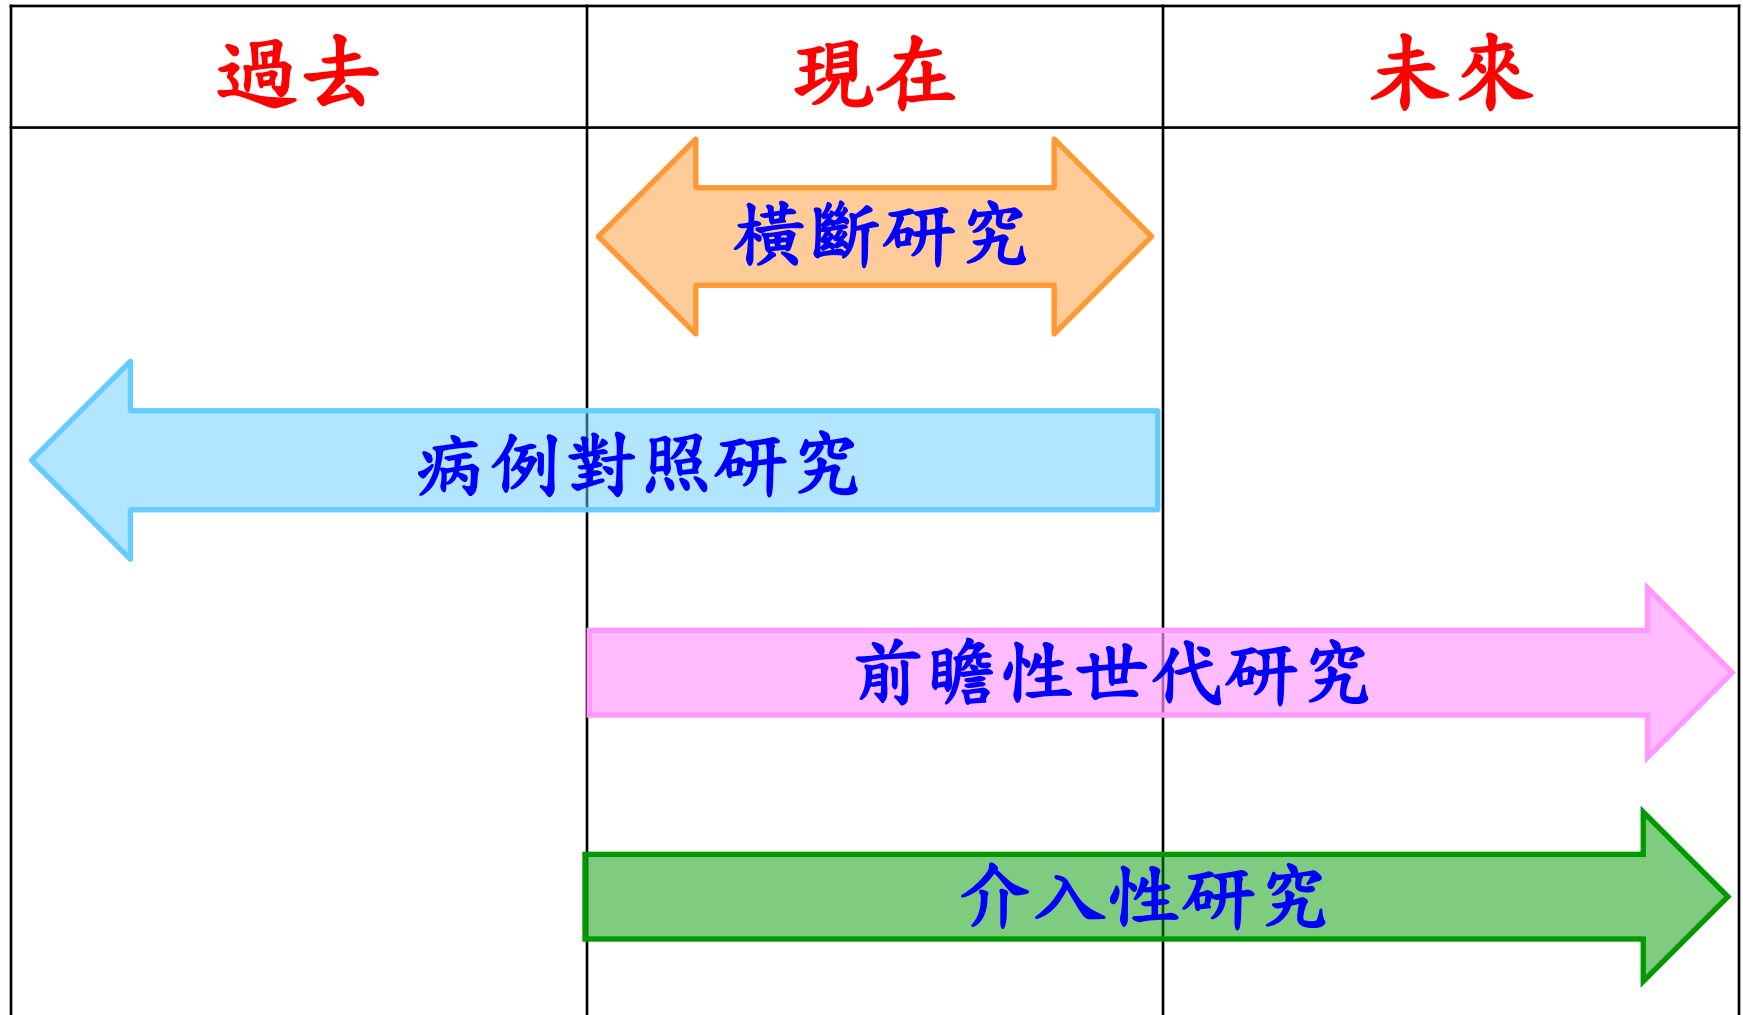 過去 現在 未來
橫斷研究
病例對照研究
前瞻性世代研究
介入性研究